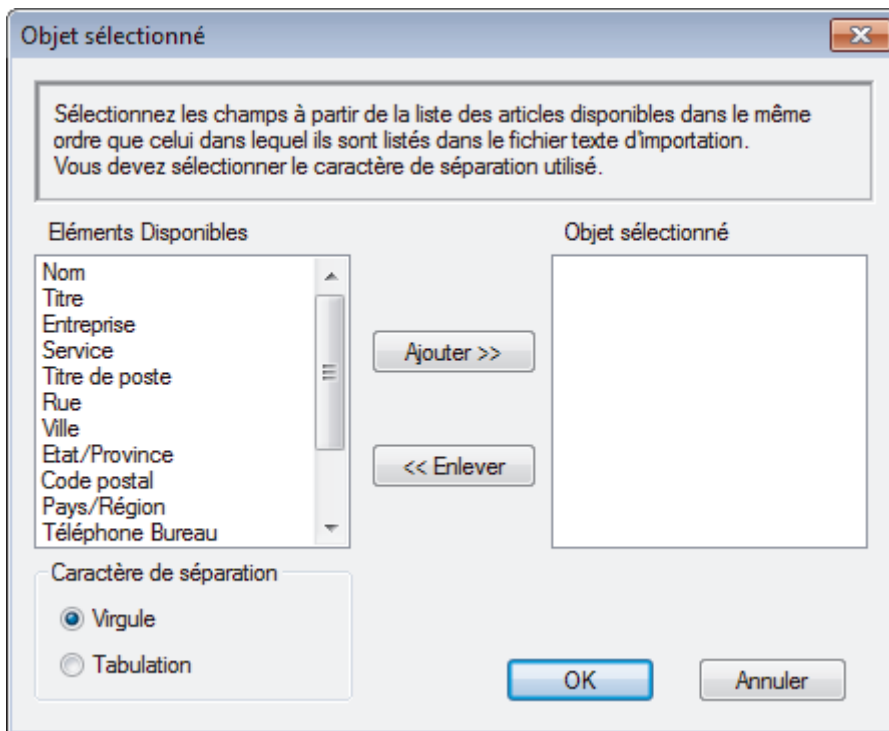 Objet sélectionné
Sélectionnez les champs à partir de la liste des articles disponibles dans le même
ordre que celui dans lequel ils sont listés dans le fichier texte d'importation.
Vous devez sélectionner le caractère de séparation utilisé.
Eléments Disponibles
Nom
Titre
Entreprise
Service
Titre de poste
Rue
Ville
Etat/Province
Code postal
Pays/Région
Téléphone Bureau
Ajouter >>
<< Enlever
Objet sélectionné
Caractère de séparation
Virgule
Tabulation
OK
Annuler